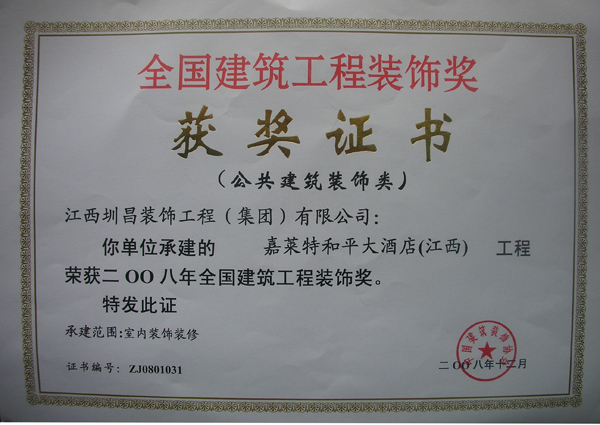 全国建筑工程装饰奖
获奖证书
(公共建筑装饰类)
江西圳昌装饰工程(集团)有限公司:
你单位承建的 嘉莱特和平大酒店(江西) 工程
荣获二OO八年全国建筑工程装饰奖。
特发此证
承建范围:室内装饰装修
证书编号: ZJ0801031
二OO八年十二月